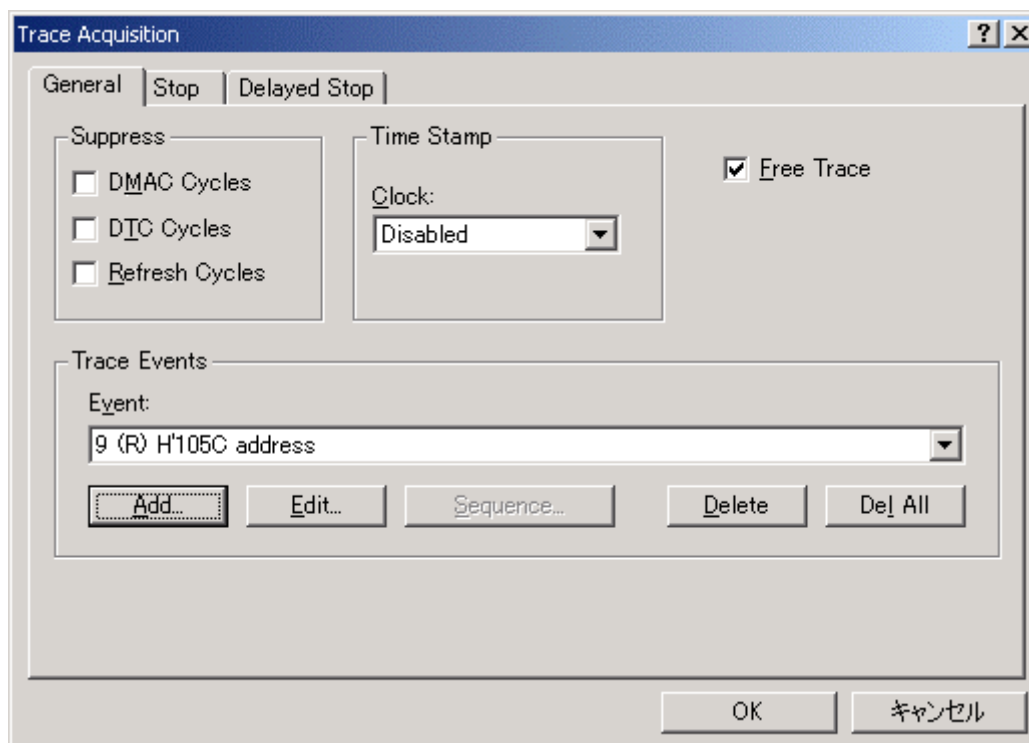 Trace Acquisition
General Stop Delayed Stop
Suppress
DMAC Cycles
DTC Cycles
Refresh Cycles
Time Stamp
Clock:
Disabled
Free Trace
Trace Events
Event:
9 (R) H'105C address
Add... Edit... Sequence... Delete Del All
OK キャンセル